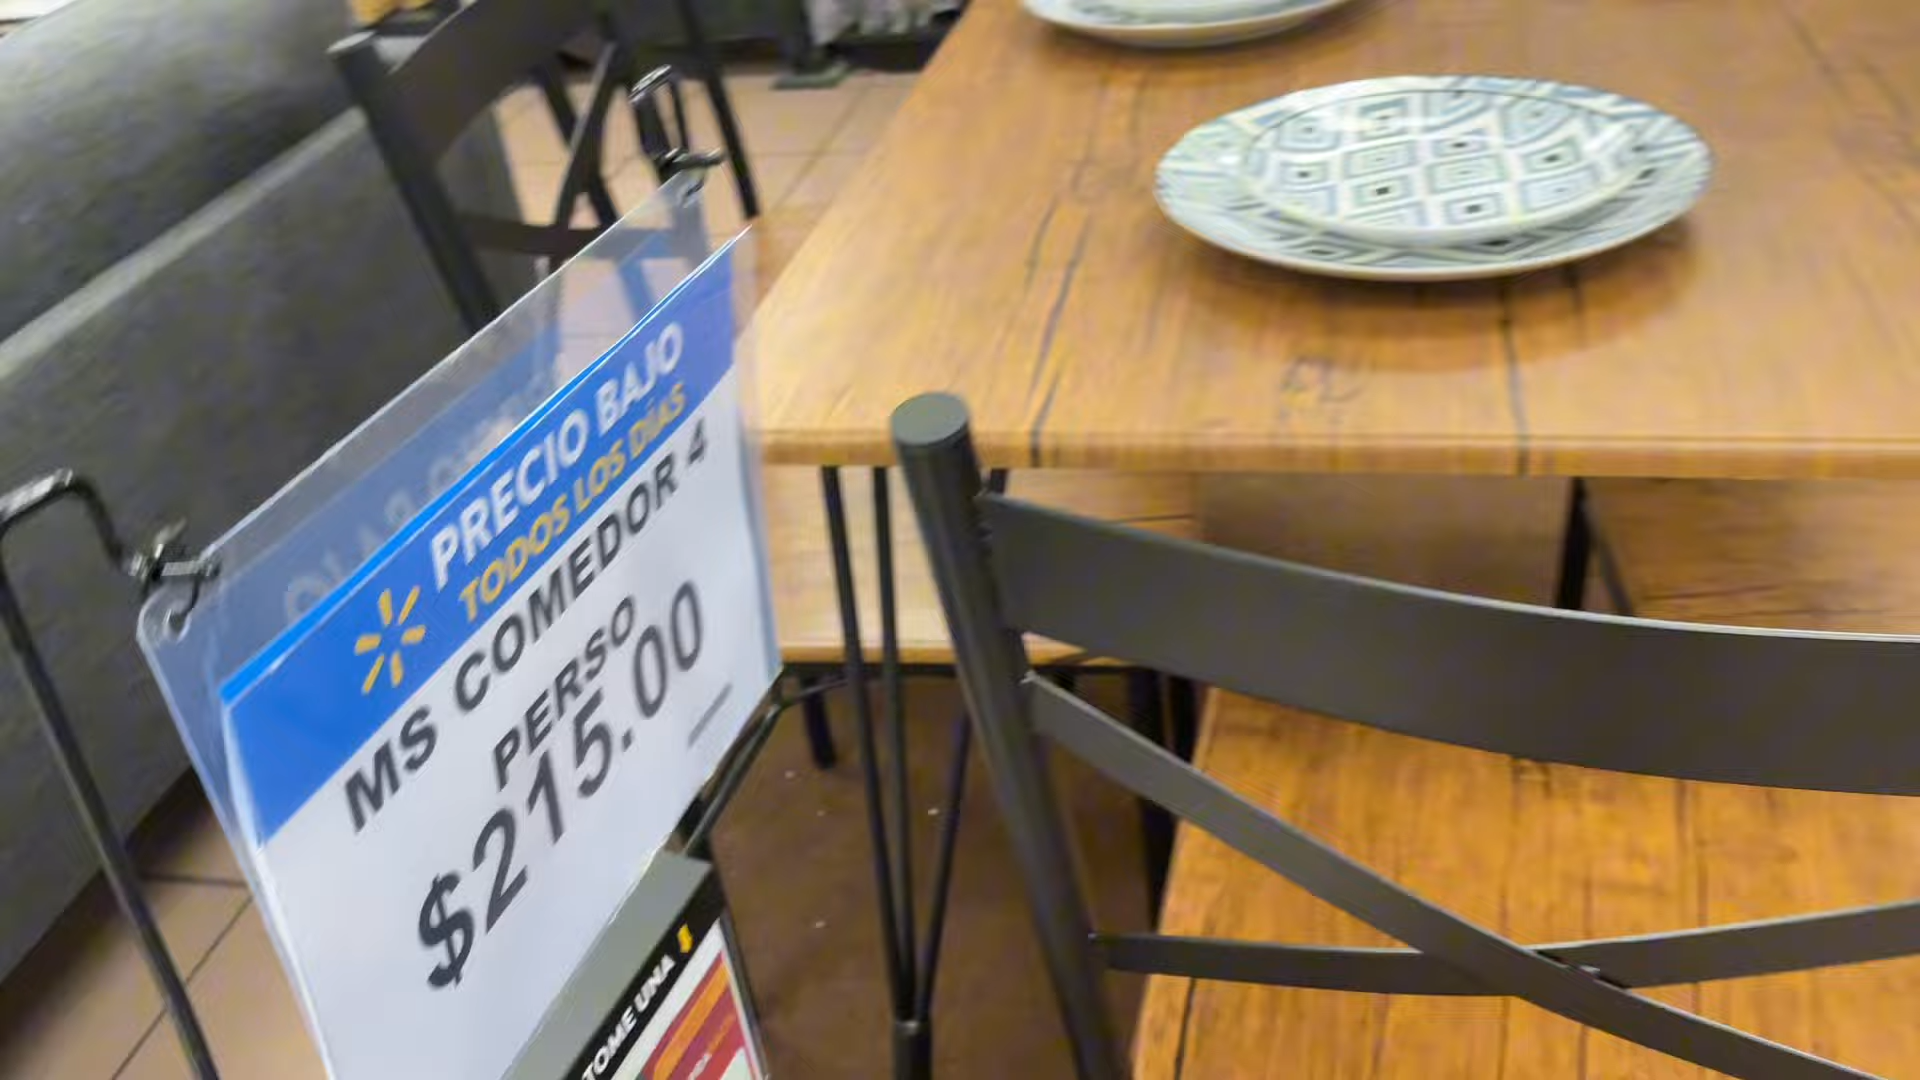 PRECIO BAJO
TODOS LOS DÍAS
MS COMEDOR 4
PERSO
$215.00
TOME UNA